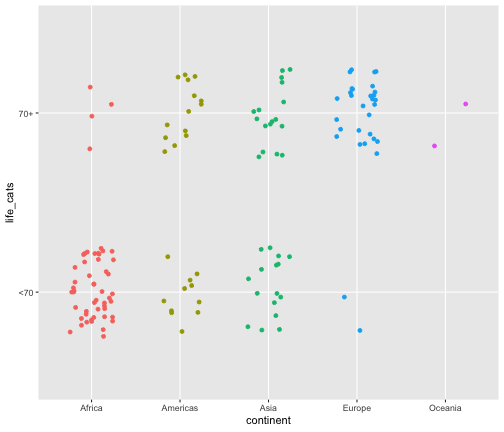 life_cats
70+
<70
Africa Americas Asia Europe Oceania
continent